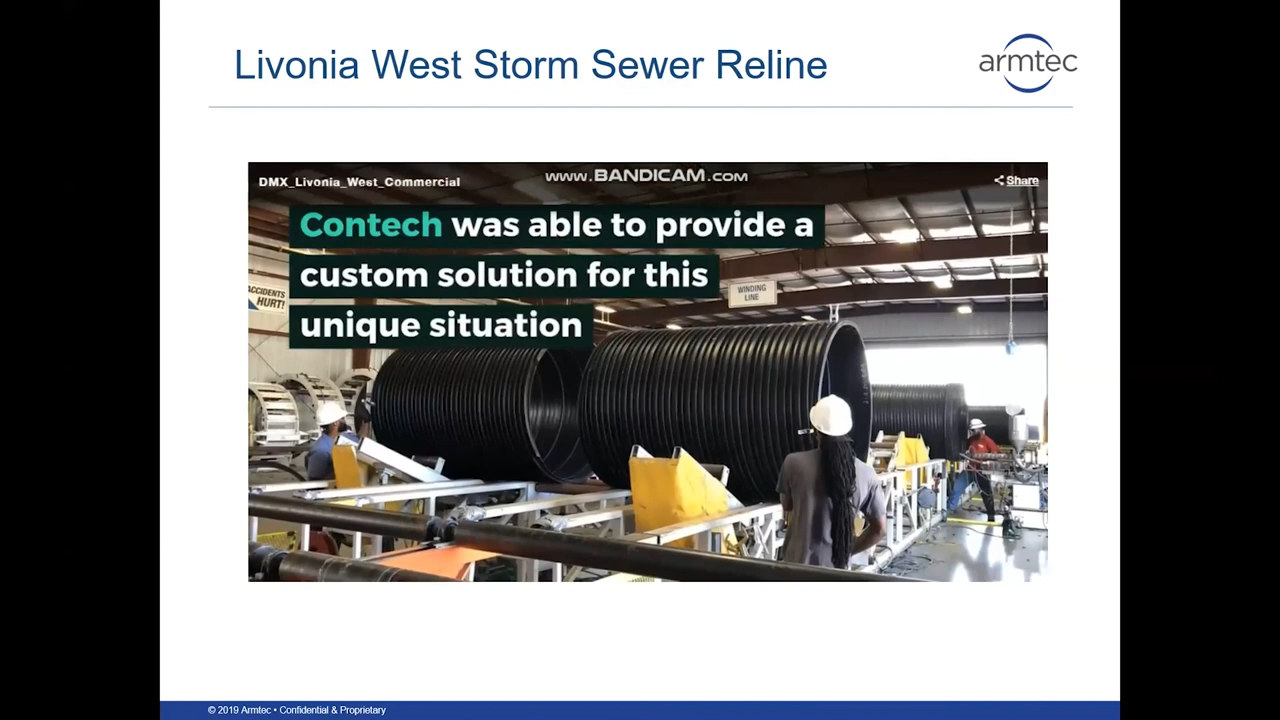 Livonia West Storm Sewer Reline
armtec
DMX_Livonia_West_Commercial
www.BANDICAM.com
Share
Contech was able to provide a
custom solution for this
unique situation
ACCIDENTS
HURT!
WINDING
LINE
© 2019 Armtec • Confidential & Proprietary